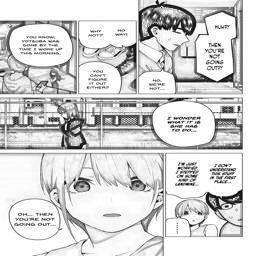 HUH?!
THEN
YOU'RE
NOT
GOING
OUT?!
NO,
WE'RE
NOT...
NO
WAY!
YOU
CAN'T
FIGURE
IT OUT
EITHER?
WHY
NOT?
YOU KNOW,
YOTSUBA WAS
GONE BY THE
TIME I WOKE UP
THIS MORNING.
I WONDER
WHAT IT IS
SHE HAS
TO DO...
I DON'T
UNDERSTAND
THIS STUFF
IN THE FIRST
PLACE...
I'M JUST
WORRIED
I STEPPED
ON SOME
KIND OF
LANDMINE...
OH... THEN
YOU'RE NOT
GOING OUT...